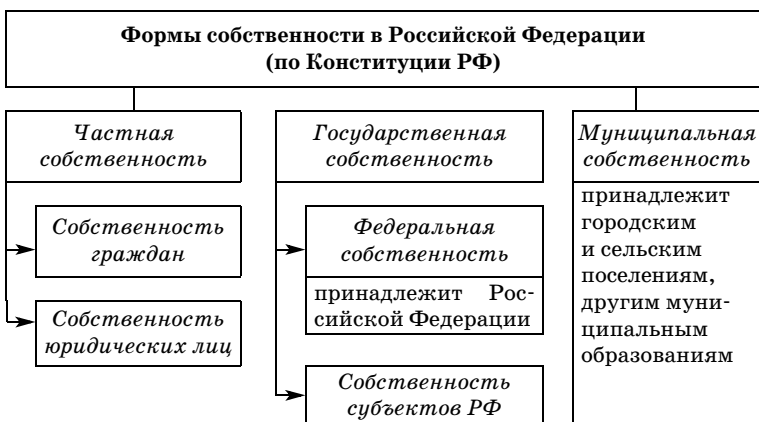 Формы собственности в Российской Федерации
(по Конституции РФ)
Частная
собственность
Собственность
граждан
Собственность
юридических лиц
Государственная
собственность
Федеральная
собственность
принадлежит Рос-
сийской Федерации
Собственность
субъектов РФ
Муниципальная
собственность
принадлежит
городским
и сельским
поселениям,
другим муни-
ципальным
образованиям